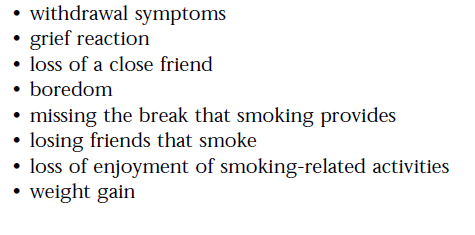 • withdrawal symptoms
• grief reaction
• loss of a close friend
• boredom
• missing the break that smoking provides
• losing friends that smoke
• loss of enjoyment of smoking-related activities
• weight gain